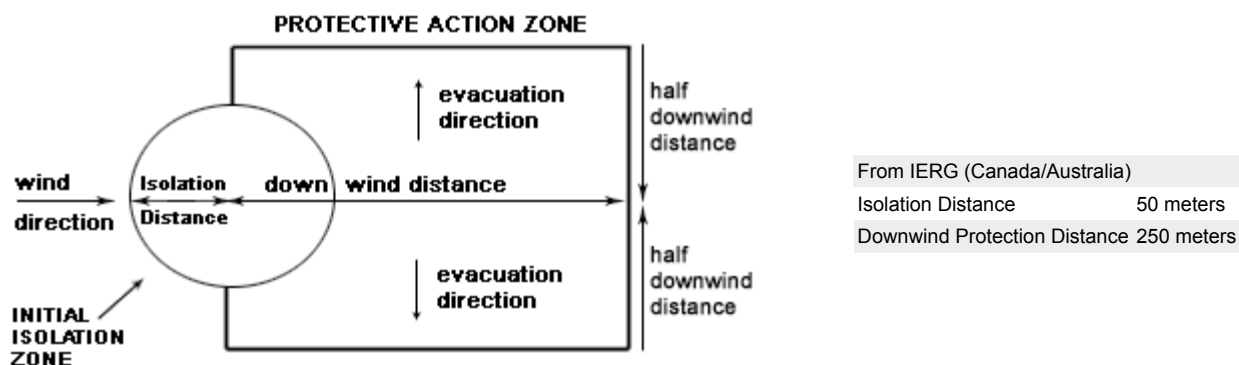 PROTECTIVE ACTION ZONE
evacuation
direction
half
downwind
distance
wind
direction
Isolation
Distance
down wind distance
evacuation
direction
half
downwind
distance
INITIAL
ISOLATION
ZONE
From IERG (Canada/Australia)
Isolation Distance 50 meters
Downwind Protection Distance 250 meters